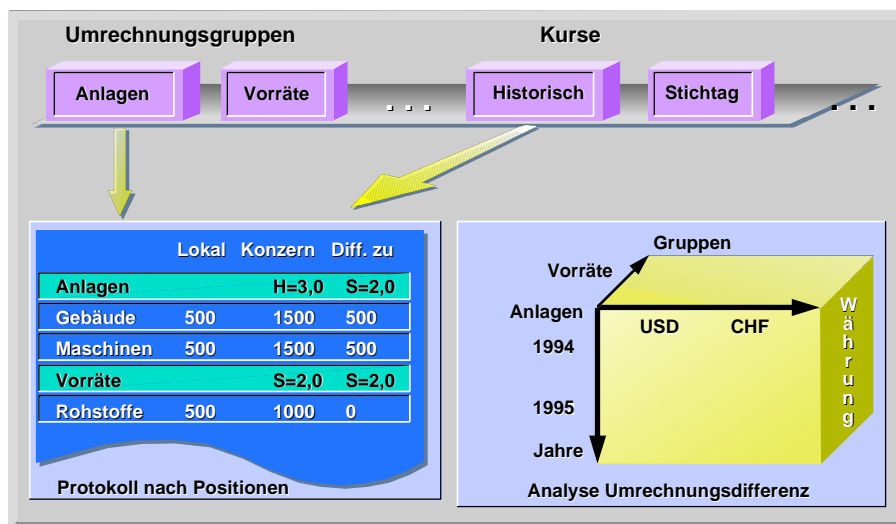 Umrechnungsgruppen Kurse
Anlagen Vorräte . . . Historisch Stichtag . . .
Lokal Konzern Diff. zu
Anlagen H=3,0 S=2,0
Gebäude 500 1500 500
Maschinen 500 1500 500
Vorräte S=2,0 S=2,0
Rohstoffe 500 1000 0
Protokoll nach Positionen
Gruppen
Vorräte
Anlagen
USD CHF
1994
1995
Jahre
Währung
Analyse Umrechnungsdifferenz